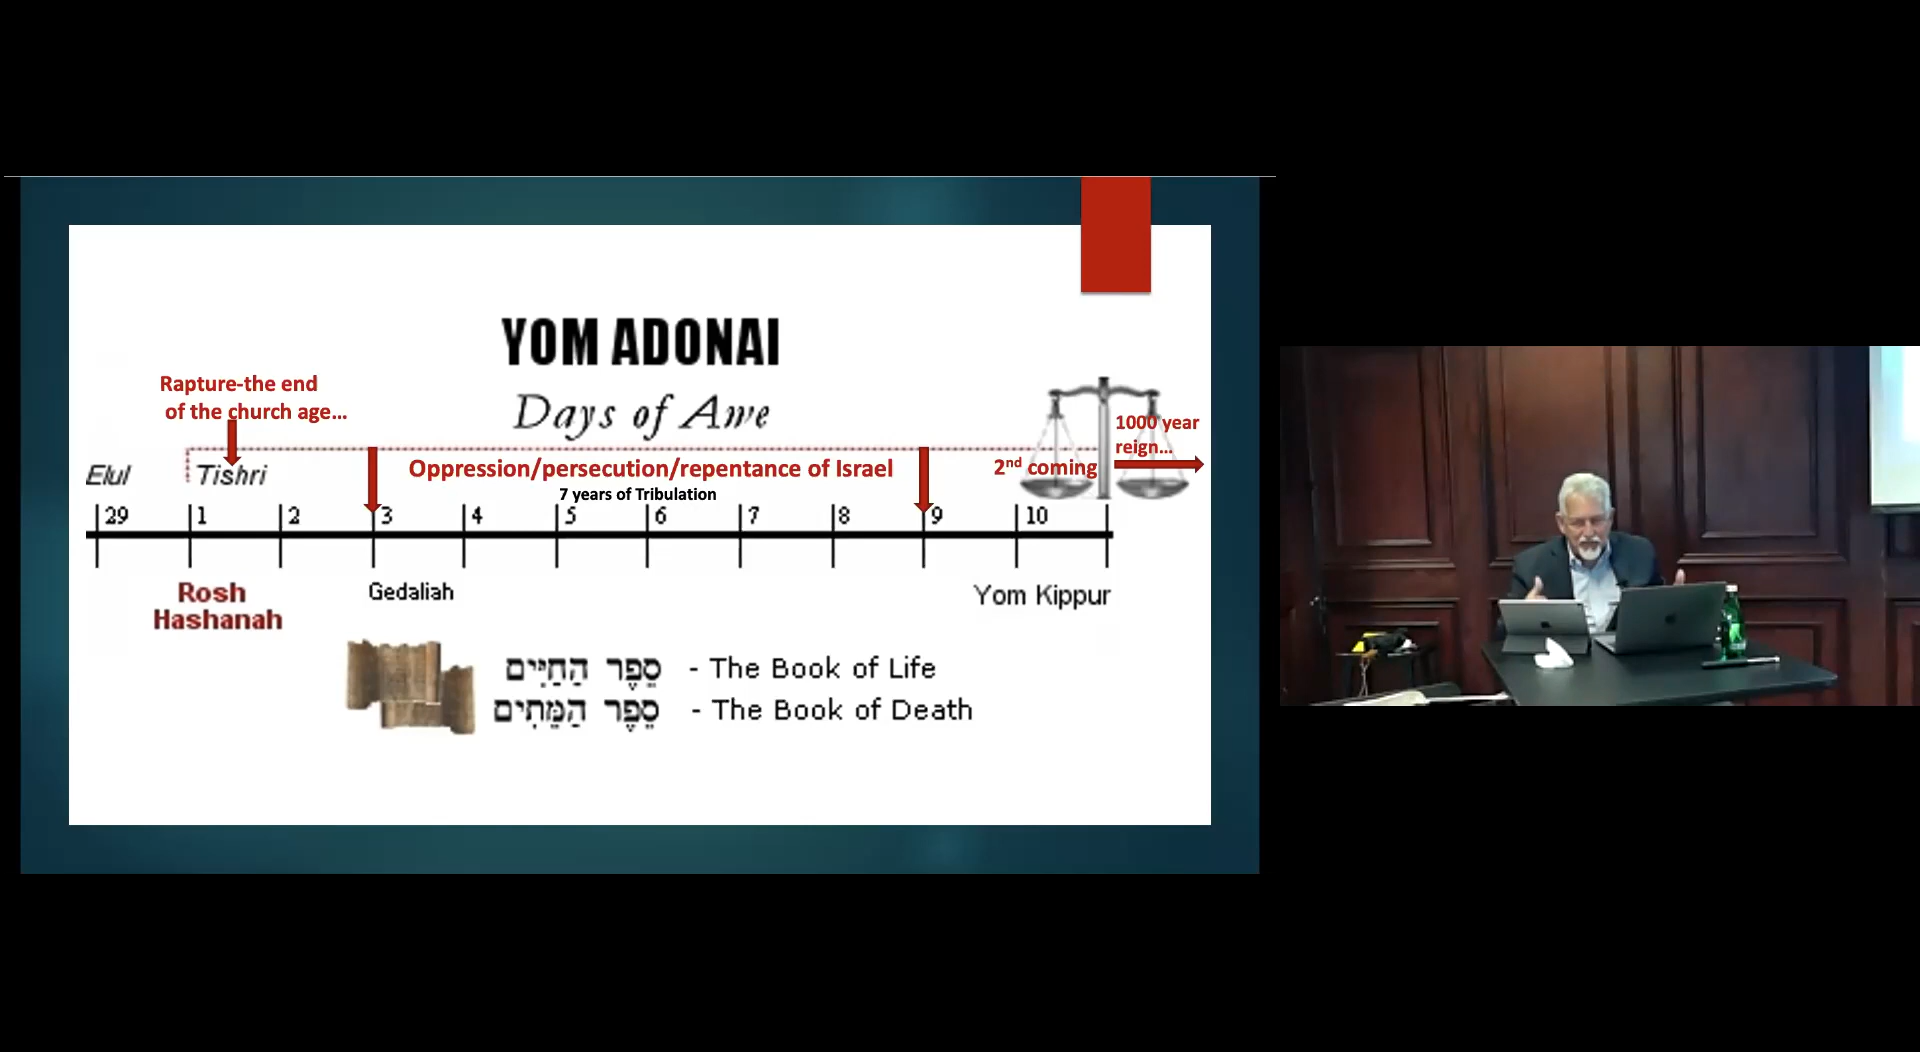 YOM ADONAI
Days of Awe
Rapture-the end
of the church age...
1000 year
reign...
Elul
Tishri
Oppression/persecution/repentance of Israel
2nd coming
7 years of Tribulation
29 1 2 3 4 5 6 7 8 9 10
Rosh
Hashanah
Gedaliah
Yom Kippur
סֵפֶר הַחַיִּים - The Book of Life
סֵפֶר הַמֵּתִים - The Book of Death